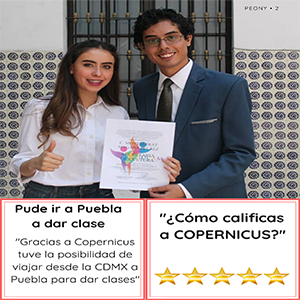 PEONY • 2
Pude ir a Puebla
a dar clase
"Gracias a Copernicus
tuve la posibilidad de
viajar desde la CDMX a
Puebla para dar clases"
"¿Cómo calificas
a COPERNICUS?"